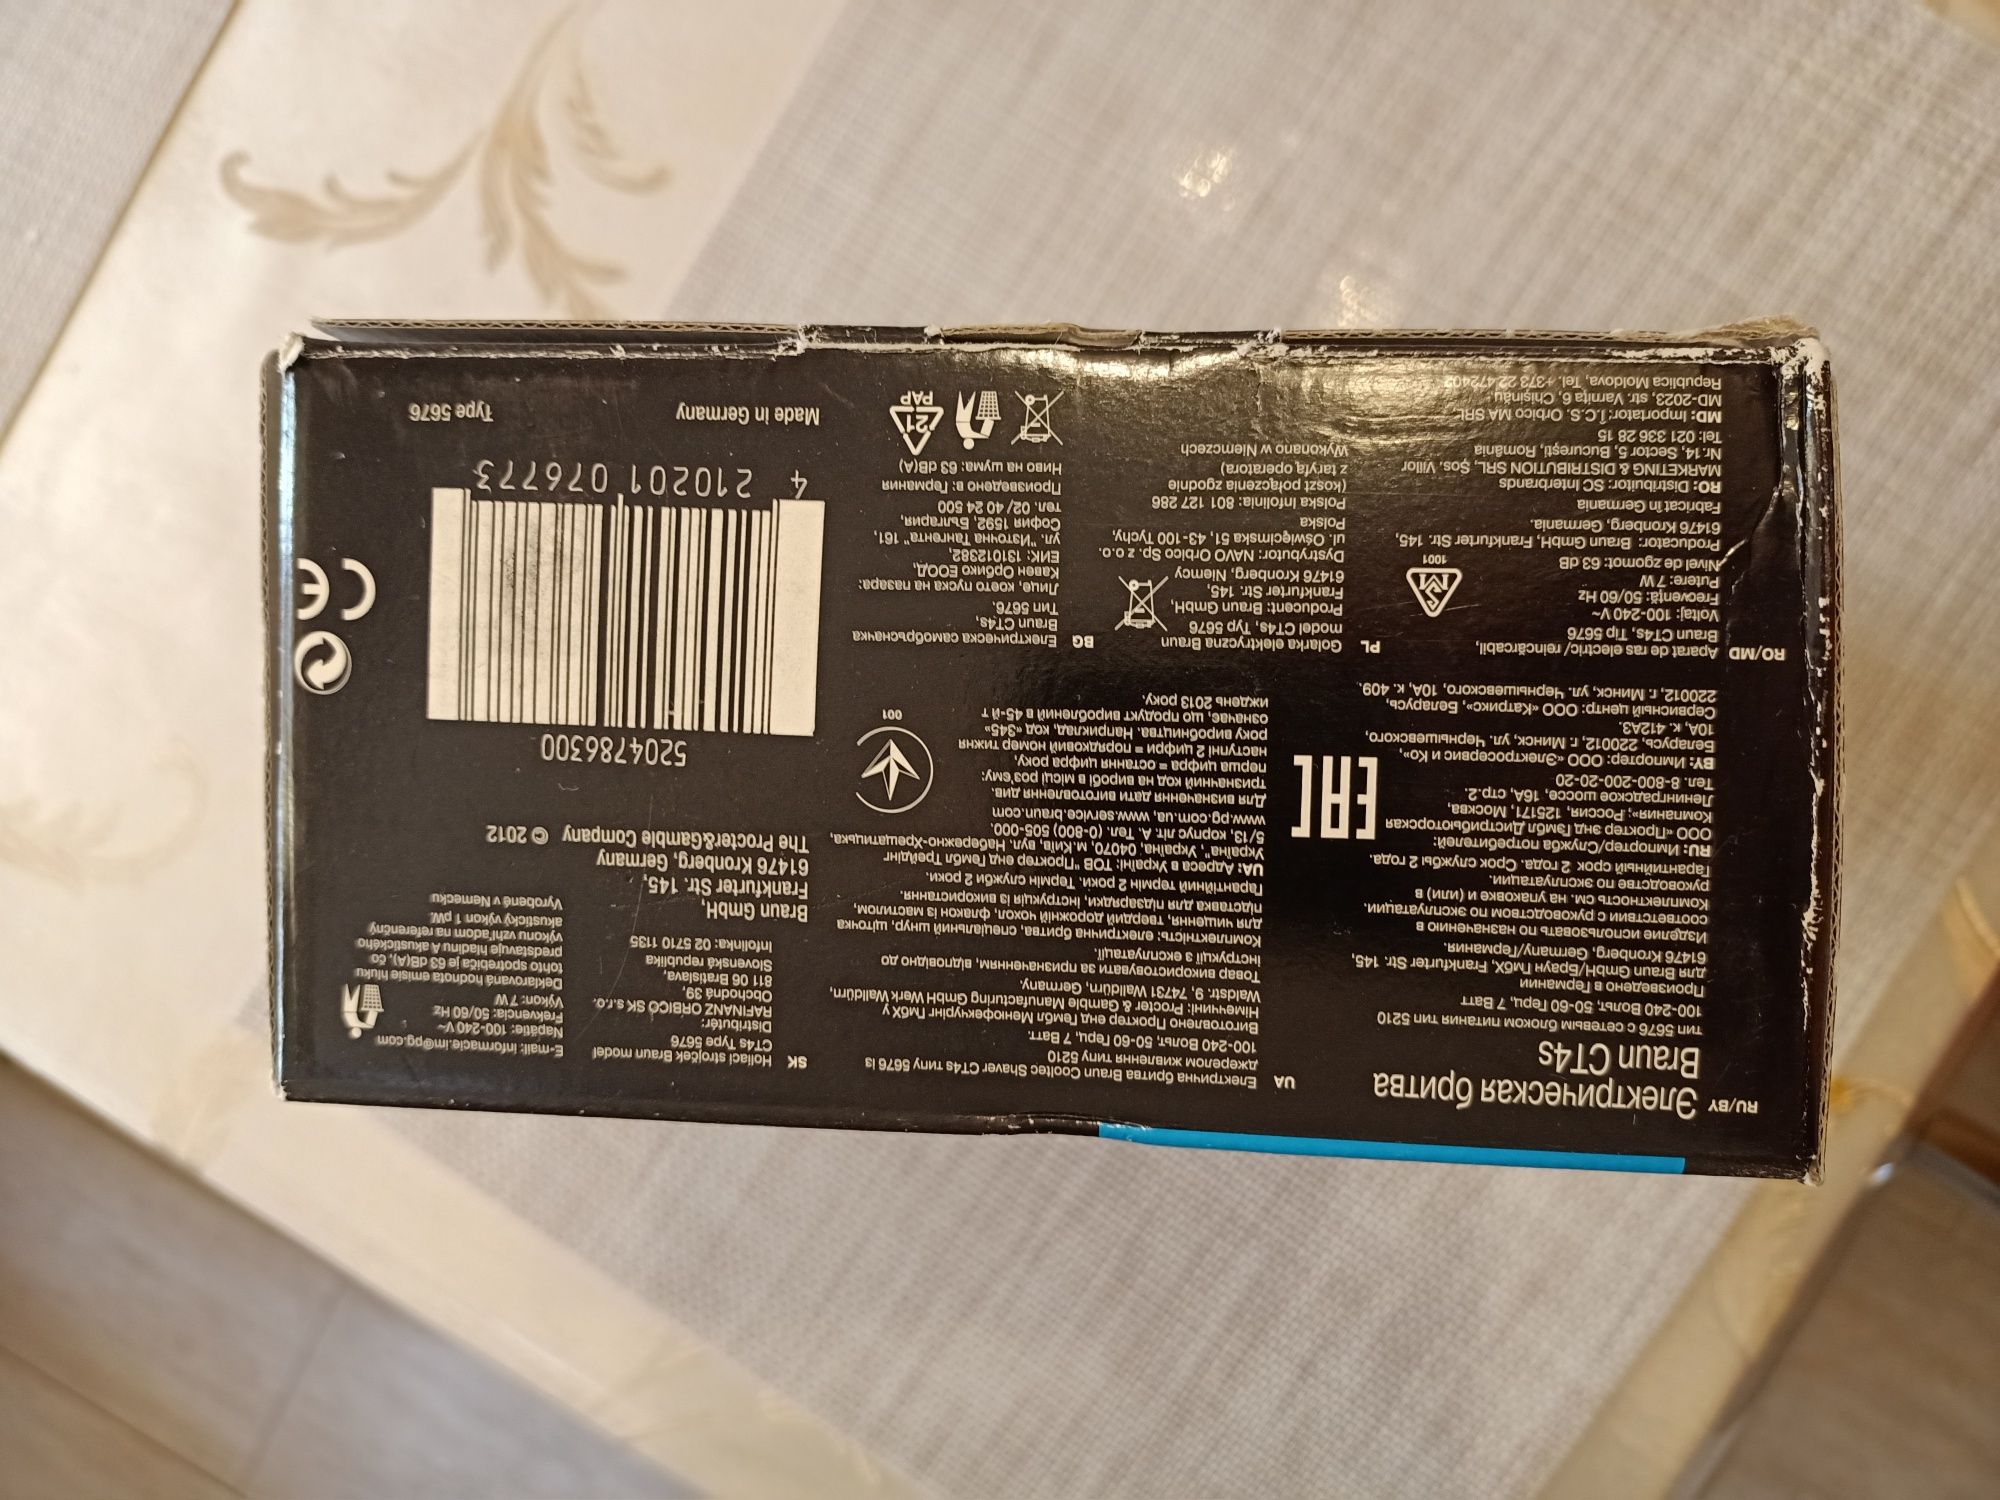 RU/BY
Электрическая бритва
Braun CT4s
тип 5676 с сетевым блоком питания тип 5210
100-240 Вольт, 50-60 Герц, 7 Ватт
Произведено в Германии
для Braun GmbH/Браун ГмбХ, Frankfurter Str. 145,
61476 Kronberg, Germany/Германия.
Изделие использовать по назначению в
соответствии с руководством по эксплуатации.
Комплектность см. на упаковке и (или) в
руководстве по эксплуатации.
Гарантийный срок 2 года. Срок службы 2 года.
RU: Импортер/Служба потребителей:
ООО «Проктер энд Гэмбл Дистрибьюторская
Компания»; Россия, 125171, Москва,
Ленинградское шоссе, 16А, стр.2.
Тел. 8-800-200-20-20
BY: Импортер: ООО «Электросервис и Ко»,
Беларусь, 220012, г. Минск, ул. Чернышевского,
10А, к. 412А3.
Сервисный центр: ООО «Катрикс», Беларусь,
220012, г. Минск, ул. Чернышевского, 10А, к. 409.
EAC
UA
Електрична бритва Braun Cooltec Shaver CT4s типу 5676 із
джерелом живлення типу 5210
100-240 Вольт, 50-60 Герц, 7 Ватт.
Виготовлено Проктер енд Гембл Менюфекчурінг ГмбХ у
Німеччині: Procter & Gamble Manufacturing GmbH Werk Walldürn,
Waldstr. 9, 74731 Walldürn, Germany.
Товар використовувати за призначенням, відповідно до
інструкції з експлуатації.
Комплектність: електрична бритва, спеціальний шнур, щіточка
для чищення, твердий дорожній чохол, флакон із мастилом,
підставка для підзарядки, інструкція із використання.
Гарантійний термін 2 роки. Термін служби 2 роки.
UA: Адреса в Україні: ТОВ "Проктер енд Гембл Трейдінг
Україна", Україна, 04070, м.Київ, вул. Набережно-Хрещатицька,
5/13, корпус літ. А. Тел. (0-800) 505-000.
www.pg.com.ua, www.service.braun.com
Для визначення дати виготовлення див.
тризначний код на виробі в місці роз'єму:
перша цифра = остання цифра року,
наступні 2 цифри = порядковий номер тижня
року виробництва. Наприклад, код «345»
означає, що продукт вироблений в 45-й т
иждень 2013 року.
001
SK
Holiaci strojček Braun model
CT4s Type 5676
Distributér:
RAFINANZ ORBICO SK s.r.o.
Obchodná 39,
811 06 Bratislava,
Slovenská republika
Infolinka: 02 5710 1135
E-mail: informacie.im@pg.com
Napätie: 100-240 V~
Frekvencia: 50/60 Hz
Výkon: 7 W
Deklarovaná hodnota emisie hluku
tohto spotrebiča je 63 dB(A), čo
predstavuje hladinu A akustického
výkonu vzhľadom na referenčný
akustický výkon 1 pW.
Vyrobené v Nemecku
Braun GmbH,
Frankfurter Str. 145,
61476 Kronberg, Germany
The Procter&Gamble Company © 2012
5204786300
4 210201 076773
Made in Germany
Type 5676
CE
RO/MD
Aparat de ras electric/ reincărcabil,
Braun CT4s, Tip 5676
Voltaj: 100-240 V~
Frecvență: 50/60 Hz
Putere: 7 W
Nivel de zgomot: 63 dB
Producator: Braun GmbH, Frankfurter Str. 145,
61476 Kronberg, Germania.
Fabricat in Germania
RO: Distribuitor: SC Interbrands
MARKETING & DISTRIBUTION SRL, Șos. Viilor
Nr. 14, Sector 5, București, România
Tel: 021 336 28 15
MD: Importator: Î.C.S. Orbico MA SRL
MD-2023, str. Varnița 6, Chișinău,
Republica Moldova, Tel. +373 22 472402
SM
1001
PL
Golarka elektryczna Braun
model CT4s, Typ 5676
Producent: Braun GmbH,
Frankfurter Str. 145,
61476 Kronberg, Niemcy
Dystrybutor: NAVO Orbico Sp. z o.o.
ul. Oświęcimska 51, 43-100 Tychy,
Polska
Polska Infolinia: 801 127 286
(koszt połączenia zgodnie
z taryfą operatora)
Wykonano w Niemczech
BG
Електрическа самобръсначка
Braun CT4s,
Тип 5676.
Лице, което пуска на пазара:
Кавен Орбико ЕООД,
ЕИК: 131012382,
ул. "Източна Тангента" 161,
София 1592, България,
тел. 02/ 40 24 500
Произведено в: Германия
Ниво на шума: 63 dB(A)
21
PAP